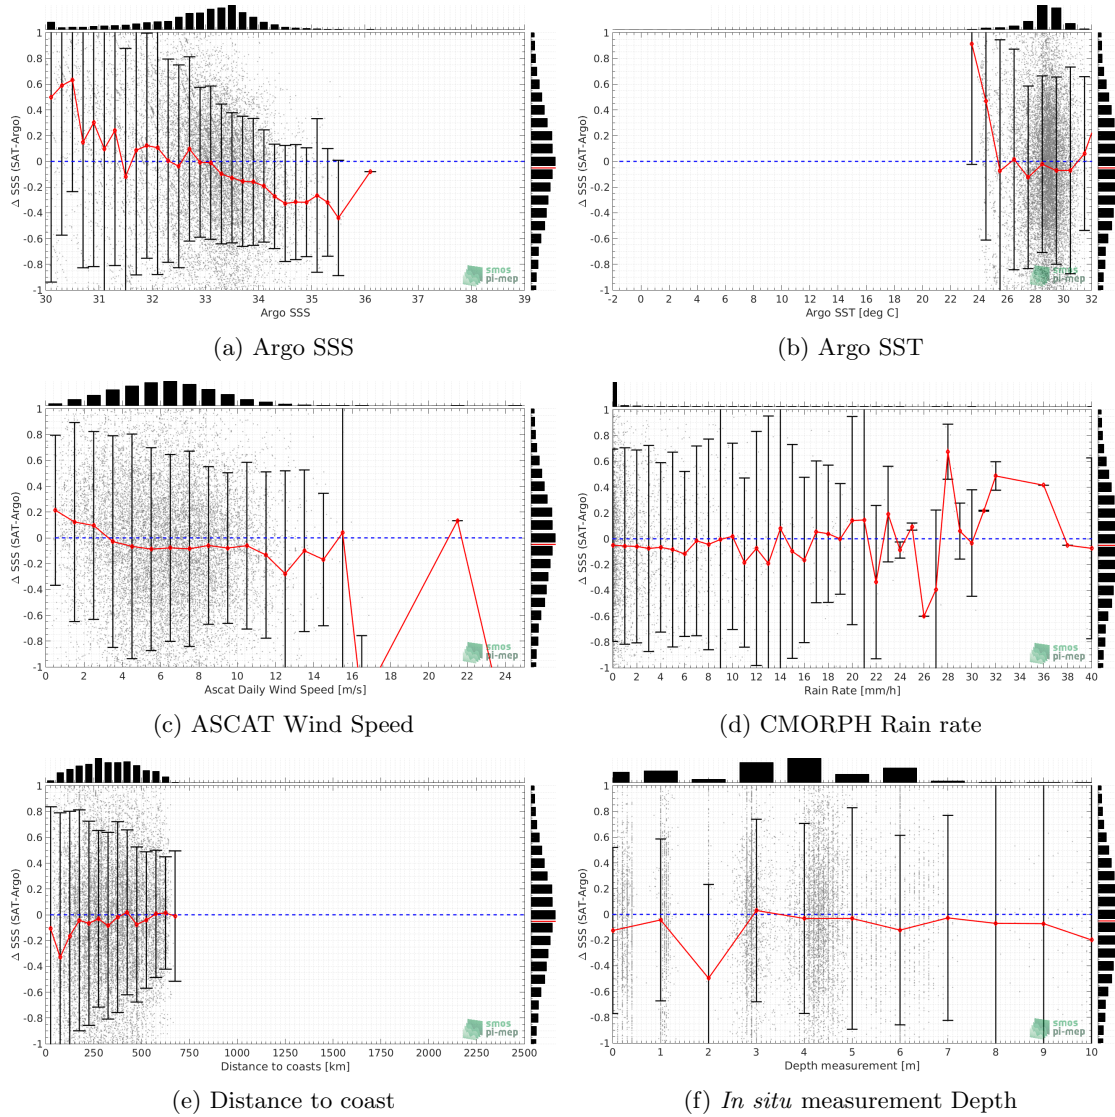 1
0.8
0.6
0.4
0.2
0
-0.2
-0.4
-0.6
-0.8
-1
Δ SSS (SAT-Argo)
smos
pi-mep
30 31 32 33 34 35 36 37 38 39
Argo SSS
(a) Argo SSS
1
0.8
0.6
0.4
0.2
0
-0.2
-0.4
-0.6
-0.8
-1
Δ SSS (SAT-Argo)
smos
pi-mep
-2 0 2 4 6 8 10 12 14 16 18 20 22 24 26 28 30 32
Argo SST [deg C]
(b) Argo SST
1
0.8
0.6
0.4
0.2
0
-0.2
-0.4
-0.6
-0.8
-1
Δ SSS (SAT-Argo)
smos
pi-mep
0 2 4 6 8 10 12 14 16 18 20 22 24
Ascat Daily Wind Speed [m/s]
(c) ASCAT Wind Speed
1
0.8
0.6
0.4
0.2
0
-0.2
-0.4
-0.6
-0.8
-1
Δ SSS (SAT-Argo)
smos
pi-mep
0 2 4 6 8 10 12 14 16 18 20 22 24 26 28 30 32 34 36 38 40
Rain Rate [mm/h]
(d) CMORPH Rain rate
1
0.8
0.6
0.4
0.2
0
-0.2
-0.4
-0.6
-0.8
-1
Δ SSS (SAT-Argo)
smos
pi-mep
0 250 500 750 1000 1250 1500 1750 2000 2250 2500
Distance to coasts [km]
(e) Distance to coast
1
0.8
0.6
0.4
0.2
0
-0.2
-0.4
-0.6
-0.8
-1
Δ SSS (SAT-Argo)
smos
pi-mep
0 1 2 3 4 5 6 7 8 9 10
Depth measurement [m]
(f) In situ measurement Depth